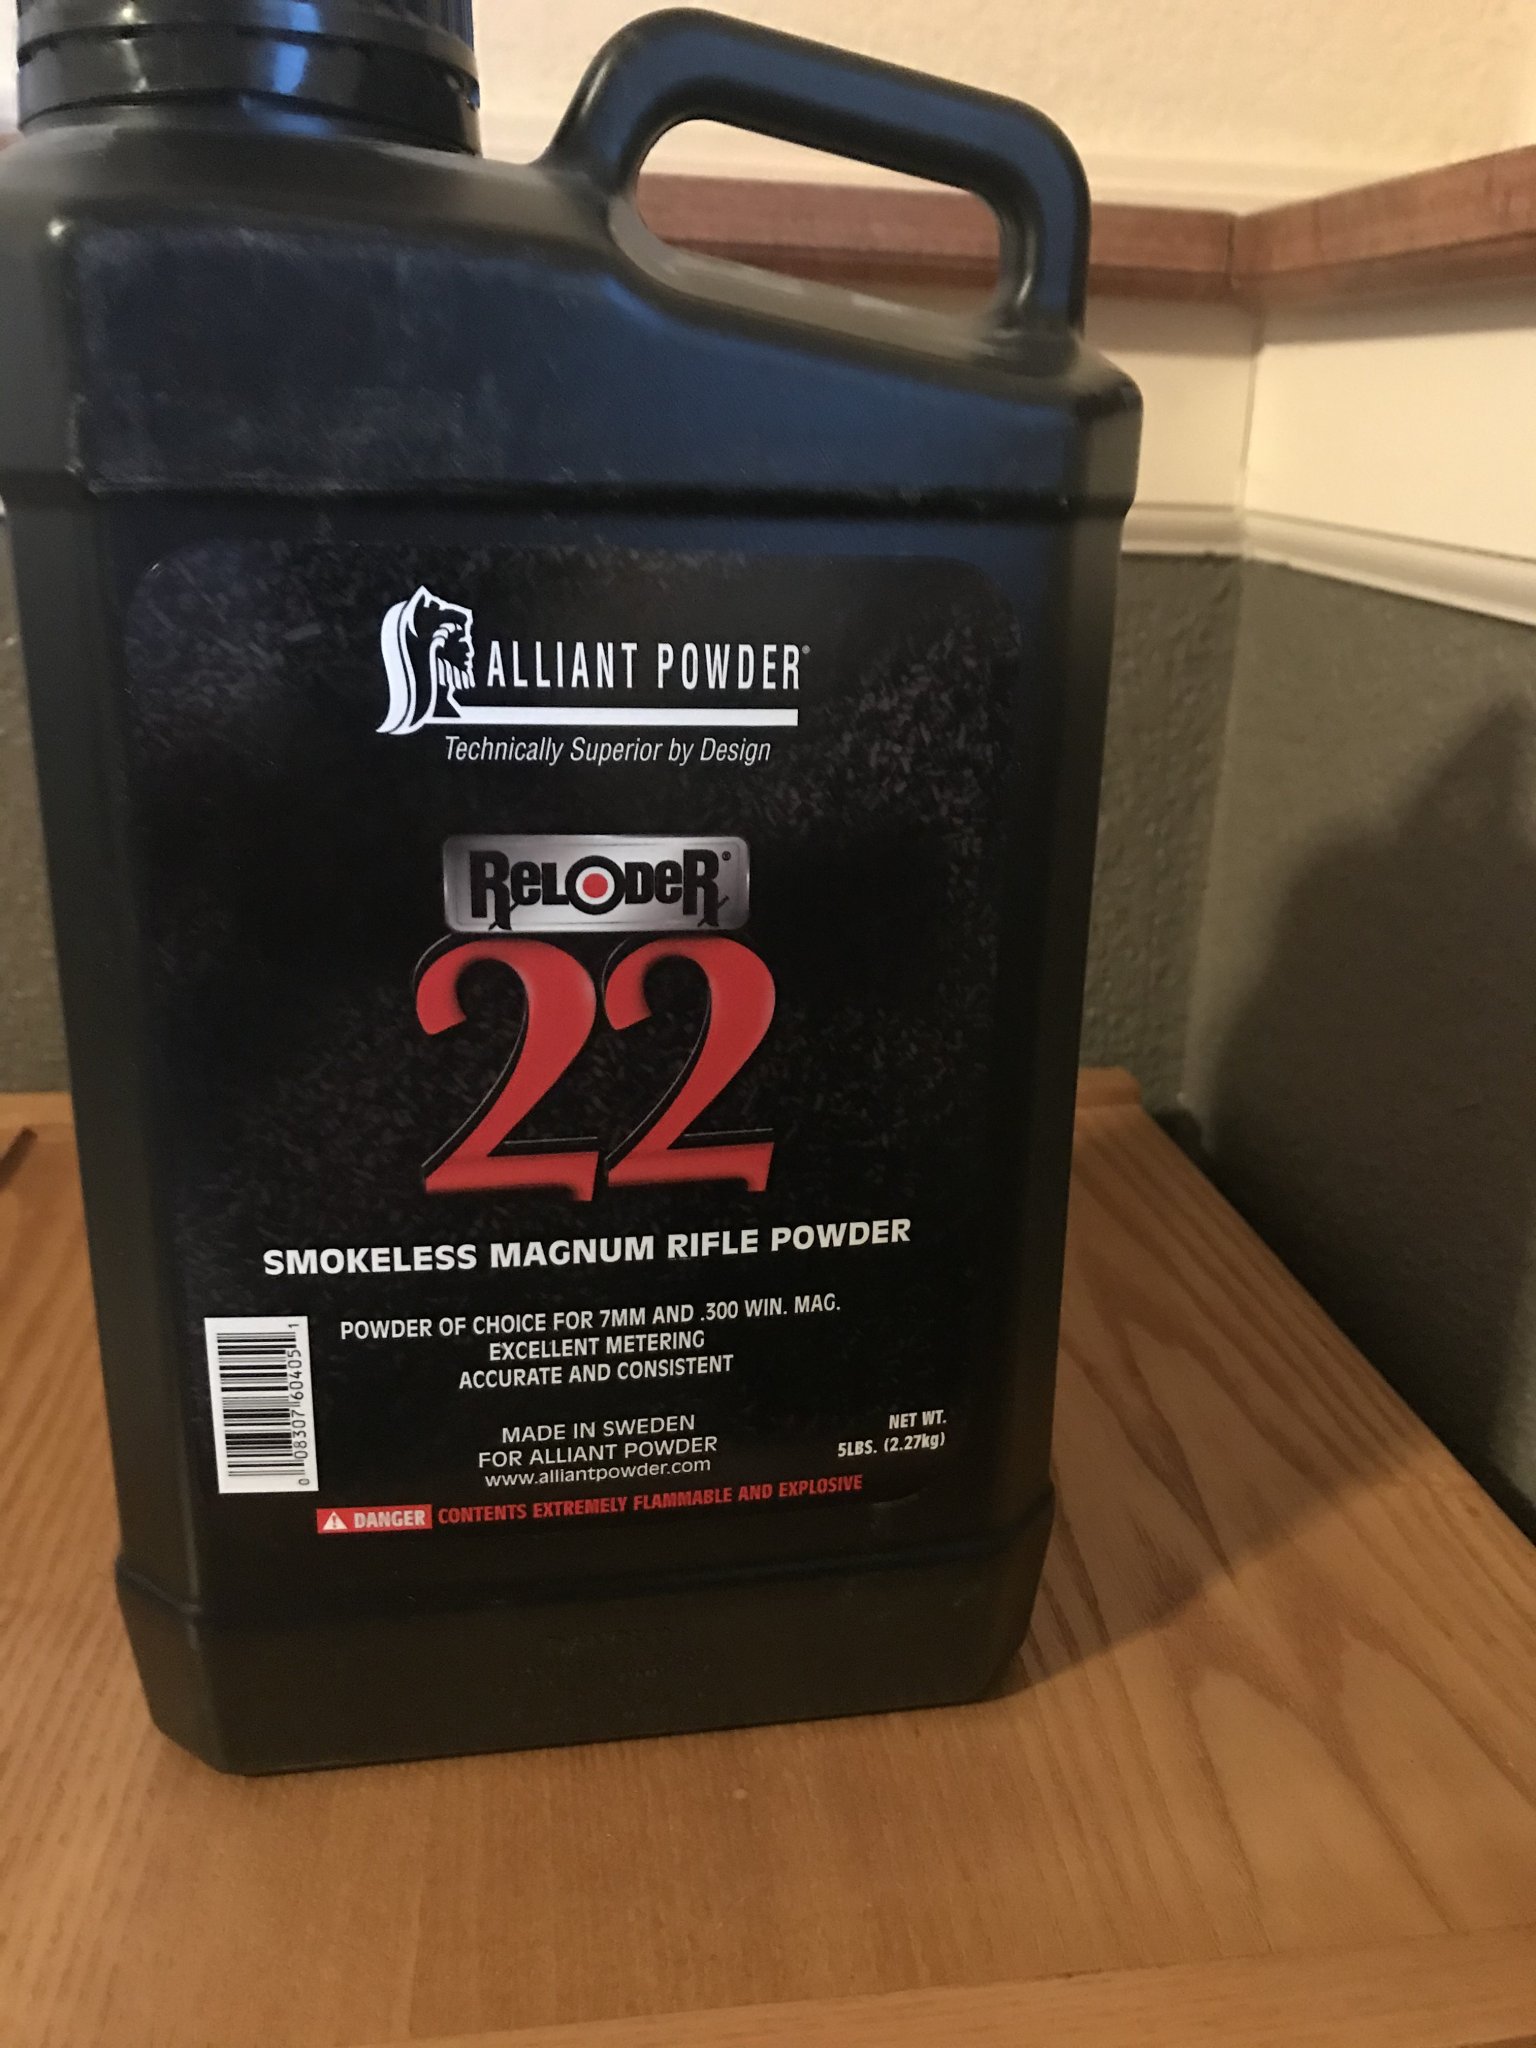 ALLIANT POWDER®
Technically Superior by Design
RELODER®
22
SMOKELESS MAGNUM RIFLE POWDER
POWDER OF CHOICE FOR 7MM AND .300 WIN. MAG.
EXCELLENT METERING
ACCURATE AND CONSISTENT
MADE IN SWEDEN
FOR ALLIANT POWDER
www.alliantpowder.com
NET WT.
5LBS. (2.27kg)
DANGER CONTENTS EXTREMELY FLAMMABLE AND EXPLOSIVE
0 08307 60405 1